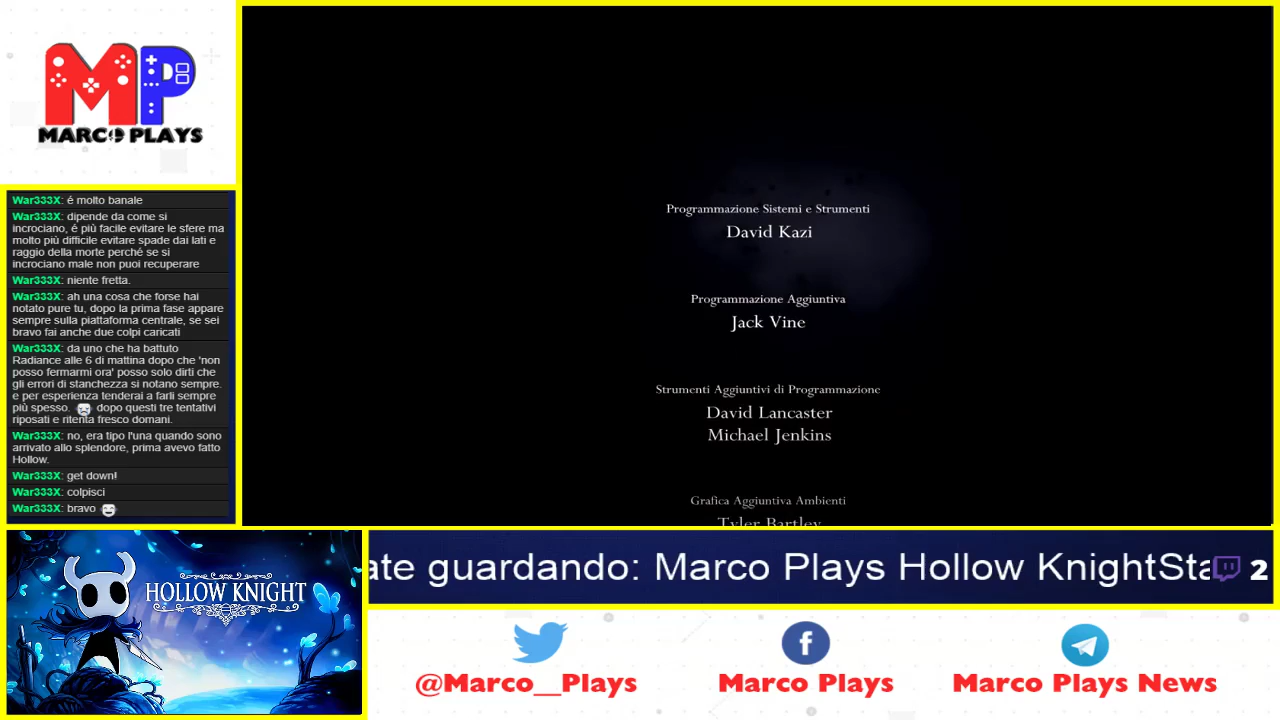 MP
MARCO PLAYS
War333X: é molto banale
War333X: dipende da come si
incrociano, é più facile evitare le sfere ma
molto più difficile evitare spade dai lati e
raggio della morte perché se si
incrociano male non puoi recuperare
War333X: niente fretta.
War333X: ah una cosa che forse hai
notato pure tu, dopo la prima fase appare
sempre sulla piattaforma centrale, se sei
bravo fai anche due colpi caricati
War333X: da uno che ha battuto
Radiance alle 6 di mattina dopo che 'non
posso fermarmi ora' posso solo dirti che
gli errori di stanchezza si notano sempre.
e per esperienza tenderai a farli sempre
più spesso. dopo questi tre tentativi
riposati e ritenta fresco domani.
War333X: no, era tipo l'una quando sono
arrivato allo splendore, prima avevo fatto
Hollow.
War333X: get down!
War333X: colpisci
War333X: bravo
Programmazione Sistemi e Strumenti
David Kazi
Programmazione Aggiuntiva
Jack Vine
Strumenti Aggiuntivi di Programmazione
David Lancaster
Michael Jenkins
Grafica Aggiuntiva Ambienti
Tyler Bartley
HOLLOW KNIGHT
ate guardando: Marco Plays Hollow KnightSta
2
@Marco__Plays
Marco Plays
Marco Plays News